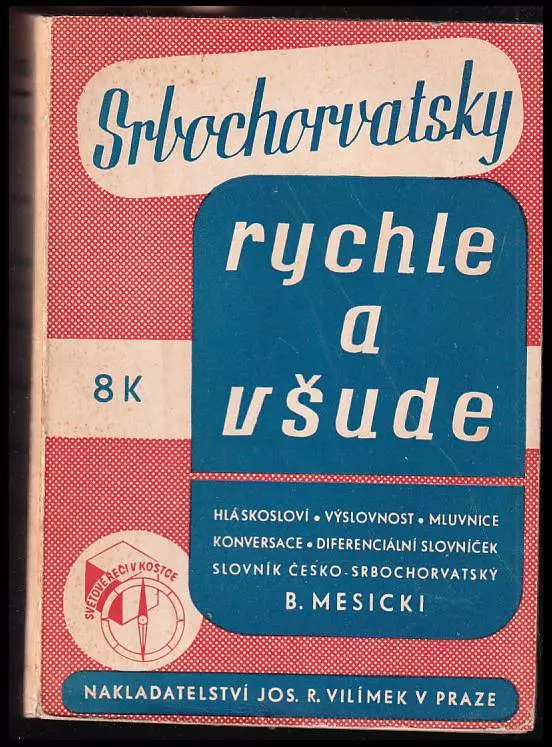 Srbochorvatsky
rychle
a
všude
8 K
HLÁSKOSLOVÍ • VÝSLOVNOST • MLUVNICE
KONVERSACE • DIFERENCIÁLNÍ SLOVNÍČEK
SLOVNÍK ČESKO-SRBOCHORVATSKÝ
B. MESICKI
SVĚTOVÉ ŘEČI V KOSTCE
NAKLADATELSTVÍ JOS. R. VILÍMEK V PRAZE